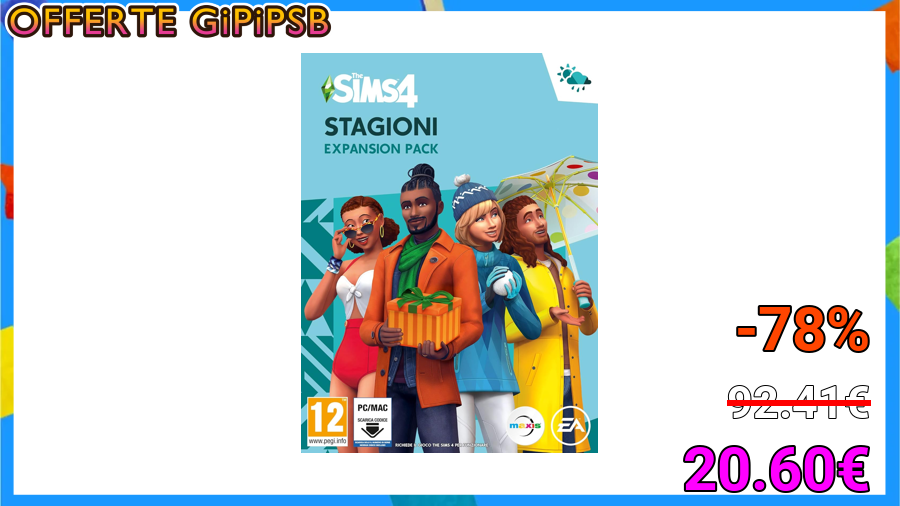 OFFERTE GiPiPSB
The
SIMS4
STAGIONI
EXPANSION PACK
12
www.pegi.info
PC/MAC
SCARICA CODICE
maxis
EA
-78%
92.41€
20.60€